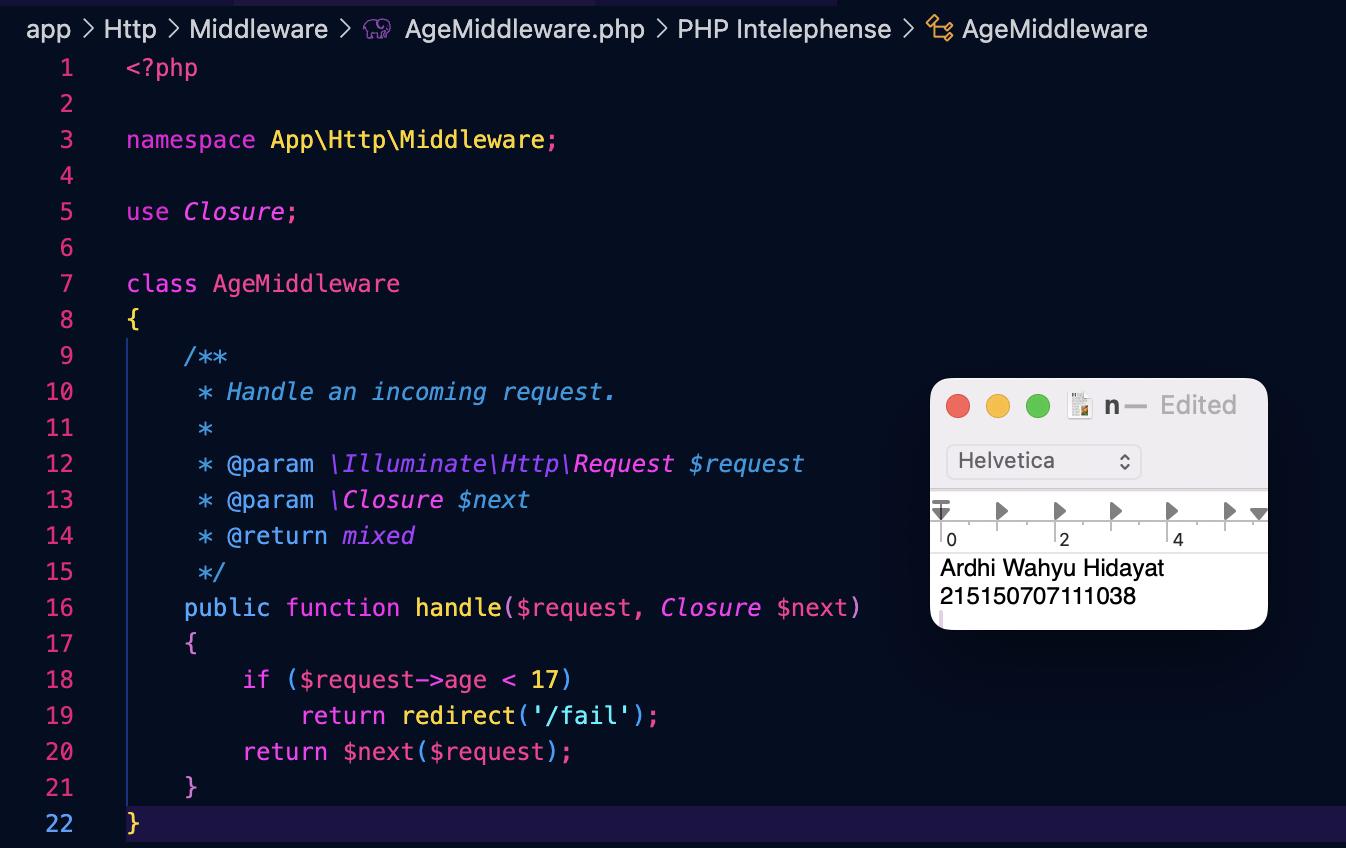 app > Http > Middleware > AgeMiddleware.php > PHP Intelephense > AgeMiddleware
1 <?php
2
3 namespace App\Http\Middleware;
4
5 use Closure;
6
7 class AgeMiddleware
8 {
9 /**
10 * Handle an incoming request.
11 *
12 * @param \Illuminate\Http\Request $request
13 * @param \Closure $next
14 * @return mixed
15 */
16 public function handle($request, Closure $next)
17 {
18 if ($request->age < 17)
19 return redirect('/fail');
20 return $next($request);
21 }
22 }
n — Edited
Helvetica
0 2 4
Ardhi Wahyu Hidayat
215150707111038